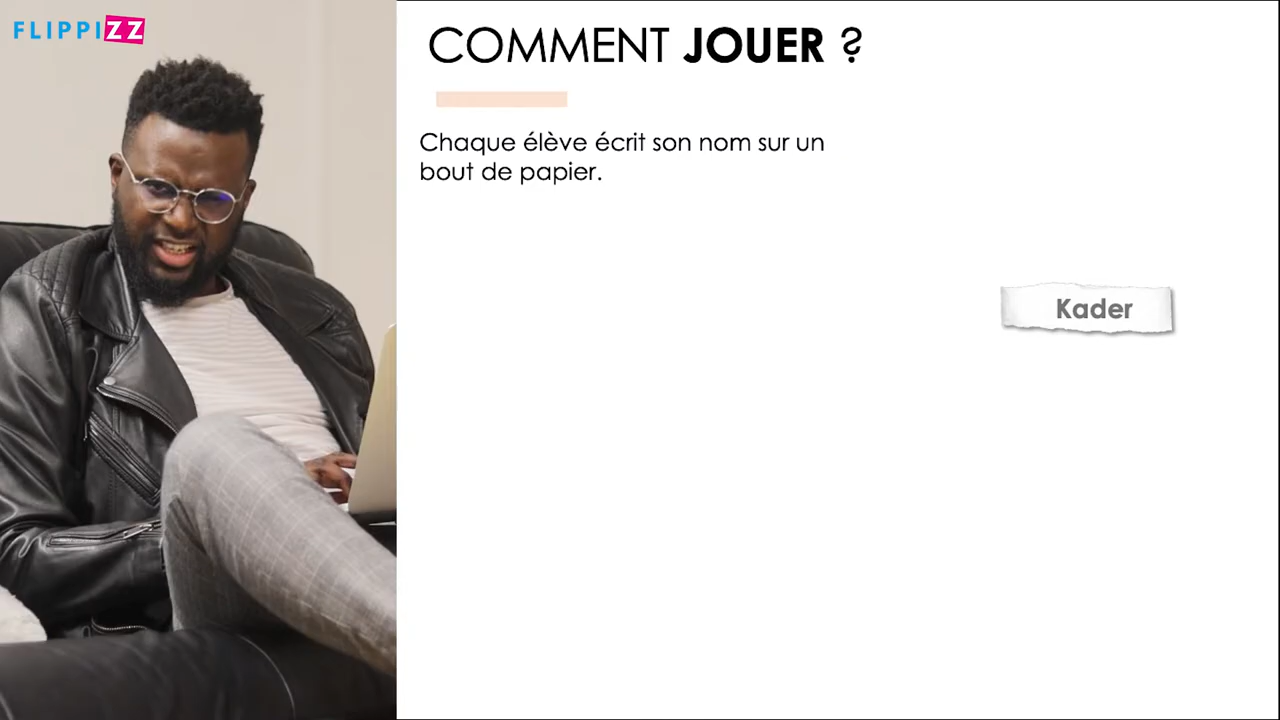 FLIPPIZZ
COMMENT JOUER ?
Chaque élève écrit son nom sur un
bout de papier.
Kader